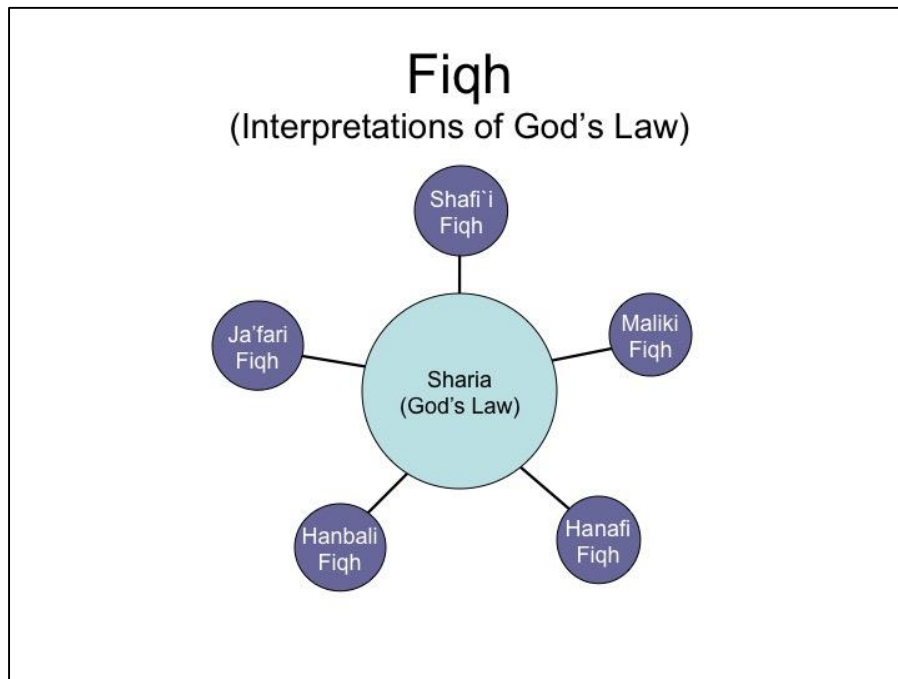 Fiqh
(Interpretations of God’s Law)
Shafi`i
Fiqh
Ja’fari
Fiqh
Maliki
Fiqh
Sharia
(God’s Law)
Hanbali
Fiqh
Hanafi
Fiqh